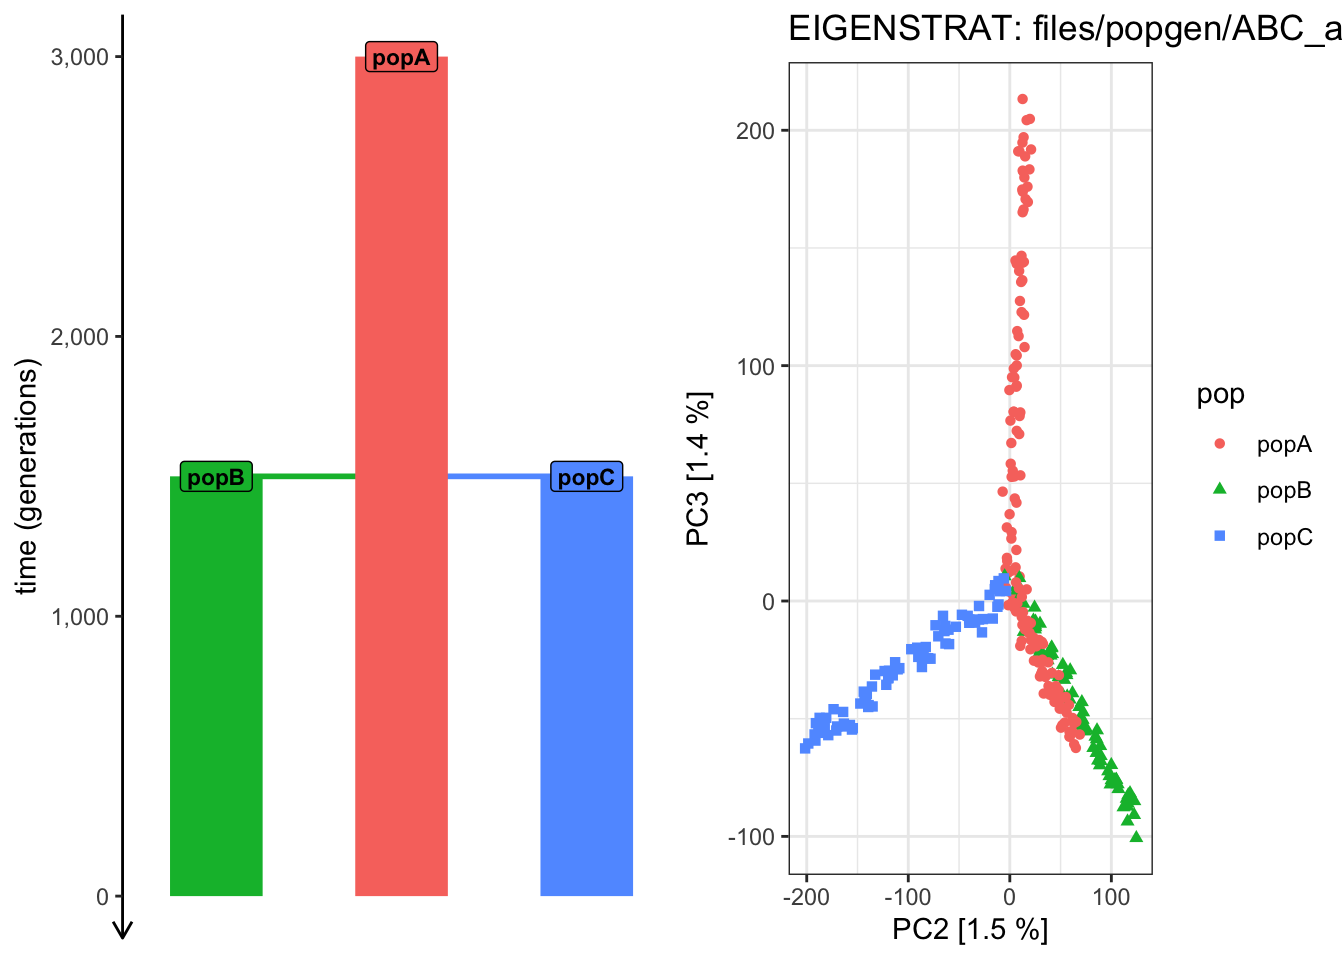 time (generations)
3,000
2,000
1,000
0
popA
popB
popC
EIGENSTRAT: files/popgen/ABC_a
PC3 [1.4 %]
200
100
0
-100
-200
-100
0
100
PC2 [1.5 %]
pop
popA
popB
popC